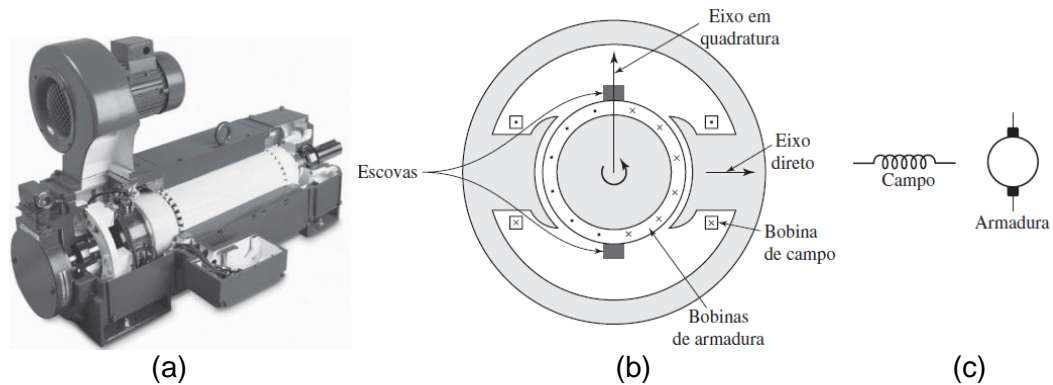 Eixo em
quadratura
Escovas
Eixo
direto
Bobina
de campo
Bobinas
de armadura
Campo
Armadura
(a)
(b)
(c)